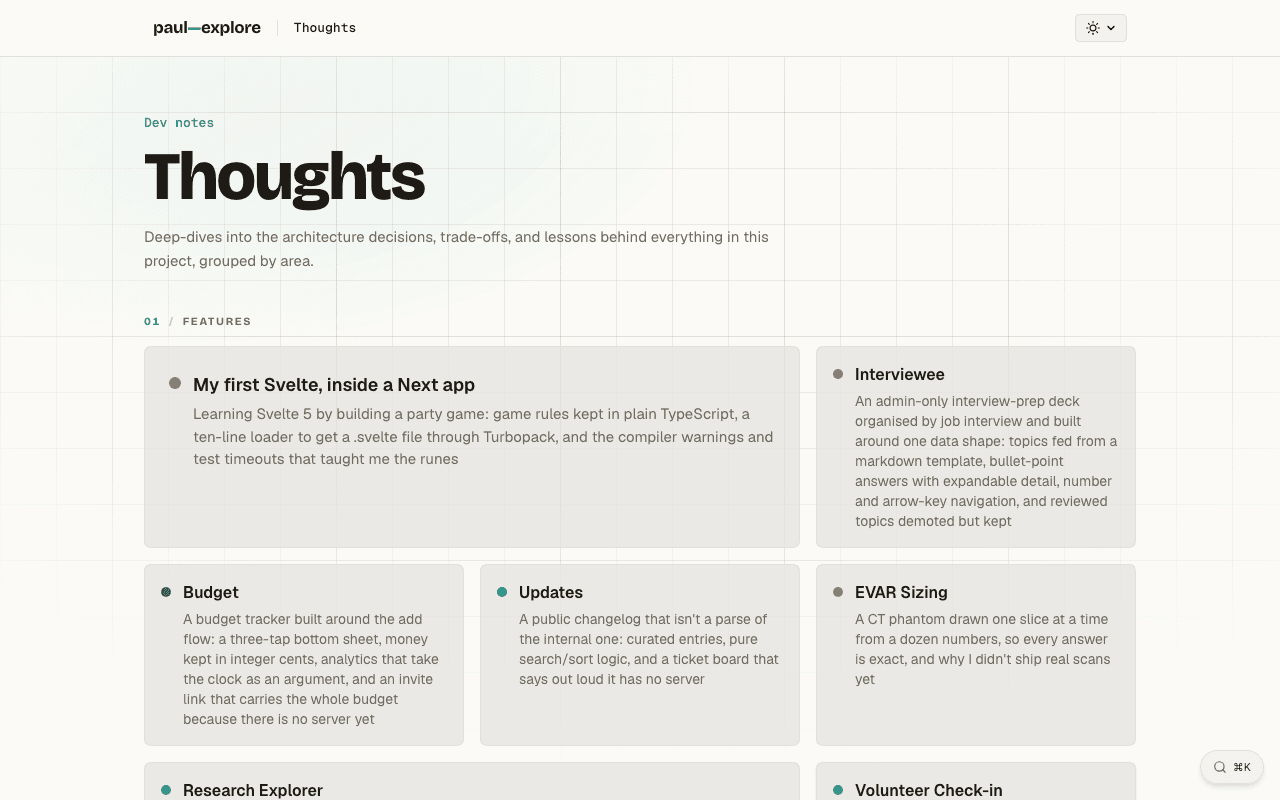 paul—explore
Thoughts
Dev notes
Thoughts
Deep-dives into the architecture decisions, trade-offs, and lessons behind everything in this
project, grouped by area.
01 / FEATURES
My first Svelte, inside a Next app
Learning Svelte 5 by building a party game: game rules kept in plain TypeScript, a
ten-line loader to get a .svelte file through Turbopack, and the compiler warnings and
test timeouts that taught me the runes
Interviewee
An admin-only interview-prep deck
organised by job interview and built
around one data shape: topics fed from a
markdown template, bullet-point
answers with expandable detail, number
and arrow-key navigation, and reviewed
topics demoted but kept
Budget
A budget tracker built around the add
flow: a three-tap bottom sheet, money
kept in integer cents, analytics that take
the clock as an argument, and an invite
link that carries the whole budget
because there is no server yet
Updates
A public changelog that isn't a parse of
the internal one: curated entries, pure
search/sort logic, and a ticket board that
says out loud it has no server
EVAR Sizing
A CT phantom drawn one slice at a time
from a dozen numbers, so every answer
is exact, and why I didn't ship real scans
yet
Research Explorer
Volunteer Check-in
⌘K